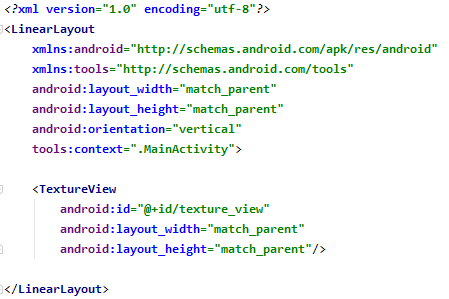 <?xml version="1.0" encoding="utf-8"?>
<LinearLayout
    xmlns:android="http://schemas.android.com/apk/res/android"
    xmlns:tools="http://schemas.android.com/tools"
    android:layout_width="match_parent"
    android:layout_height="match_parent"
    android:orientation="vertical"
    tools:context=".MainActivity">

    <TextureView
        android:id="@+id/texture_view"
        android:layout_width="match_parent"
        android:layout_height="match_parent"/>

</LinearLayout>